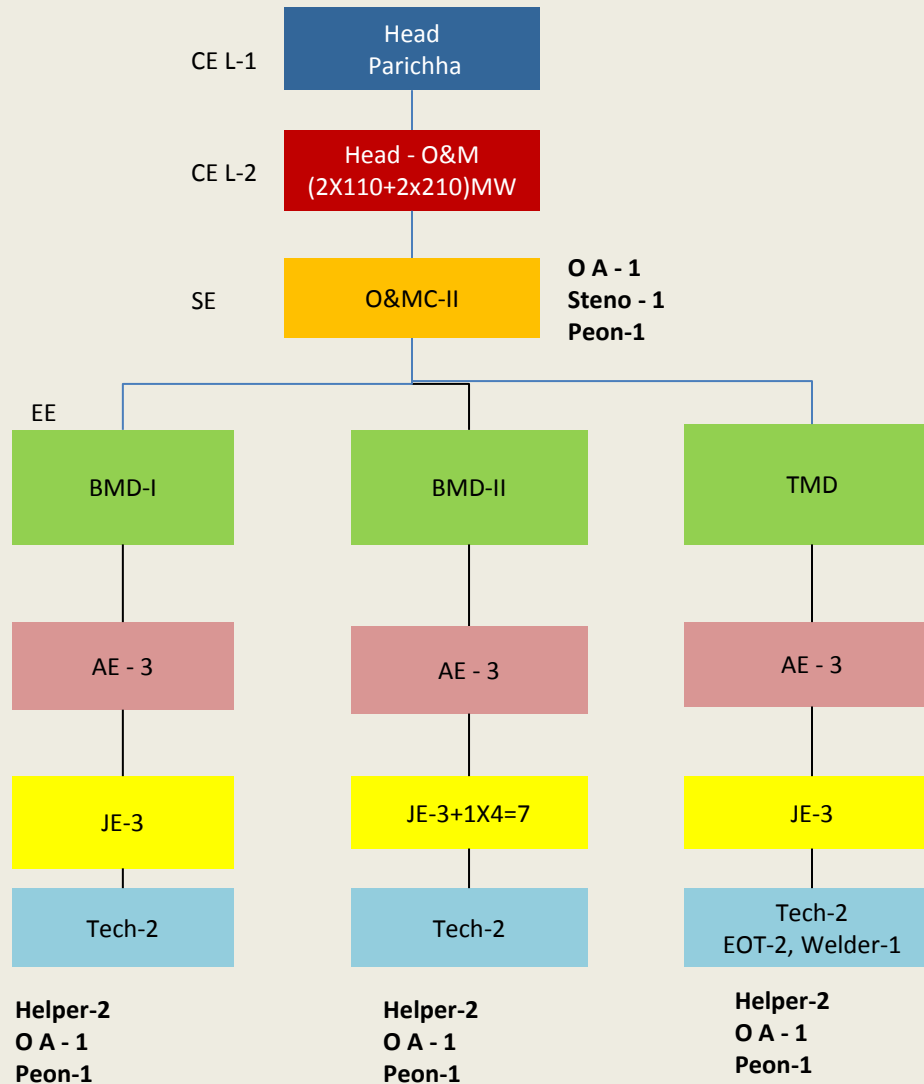 CE L-1
Head
Parichha
CE L-2
Head - O&M
(2X110+2x210)MW
SE
O&MC-II
O A - 1
Steno - 1
Peon-1
EE
BMD-I
BMD-II
TMD
AE - 3
AE - 3
AE - 3
JE-3
JE-3+1X4=7
JE-3
Tech-2
Tech-2
Tech-2
EOT-2, Welder-1
Helper-2
O A - 1
Peon-1
Helper-2
O A - 1
Peon-1
Helper-2
O A - 1
Peon-1